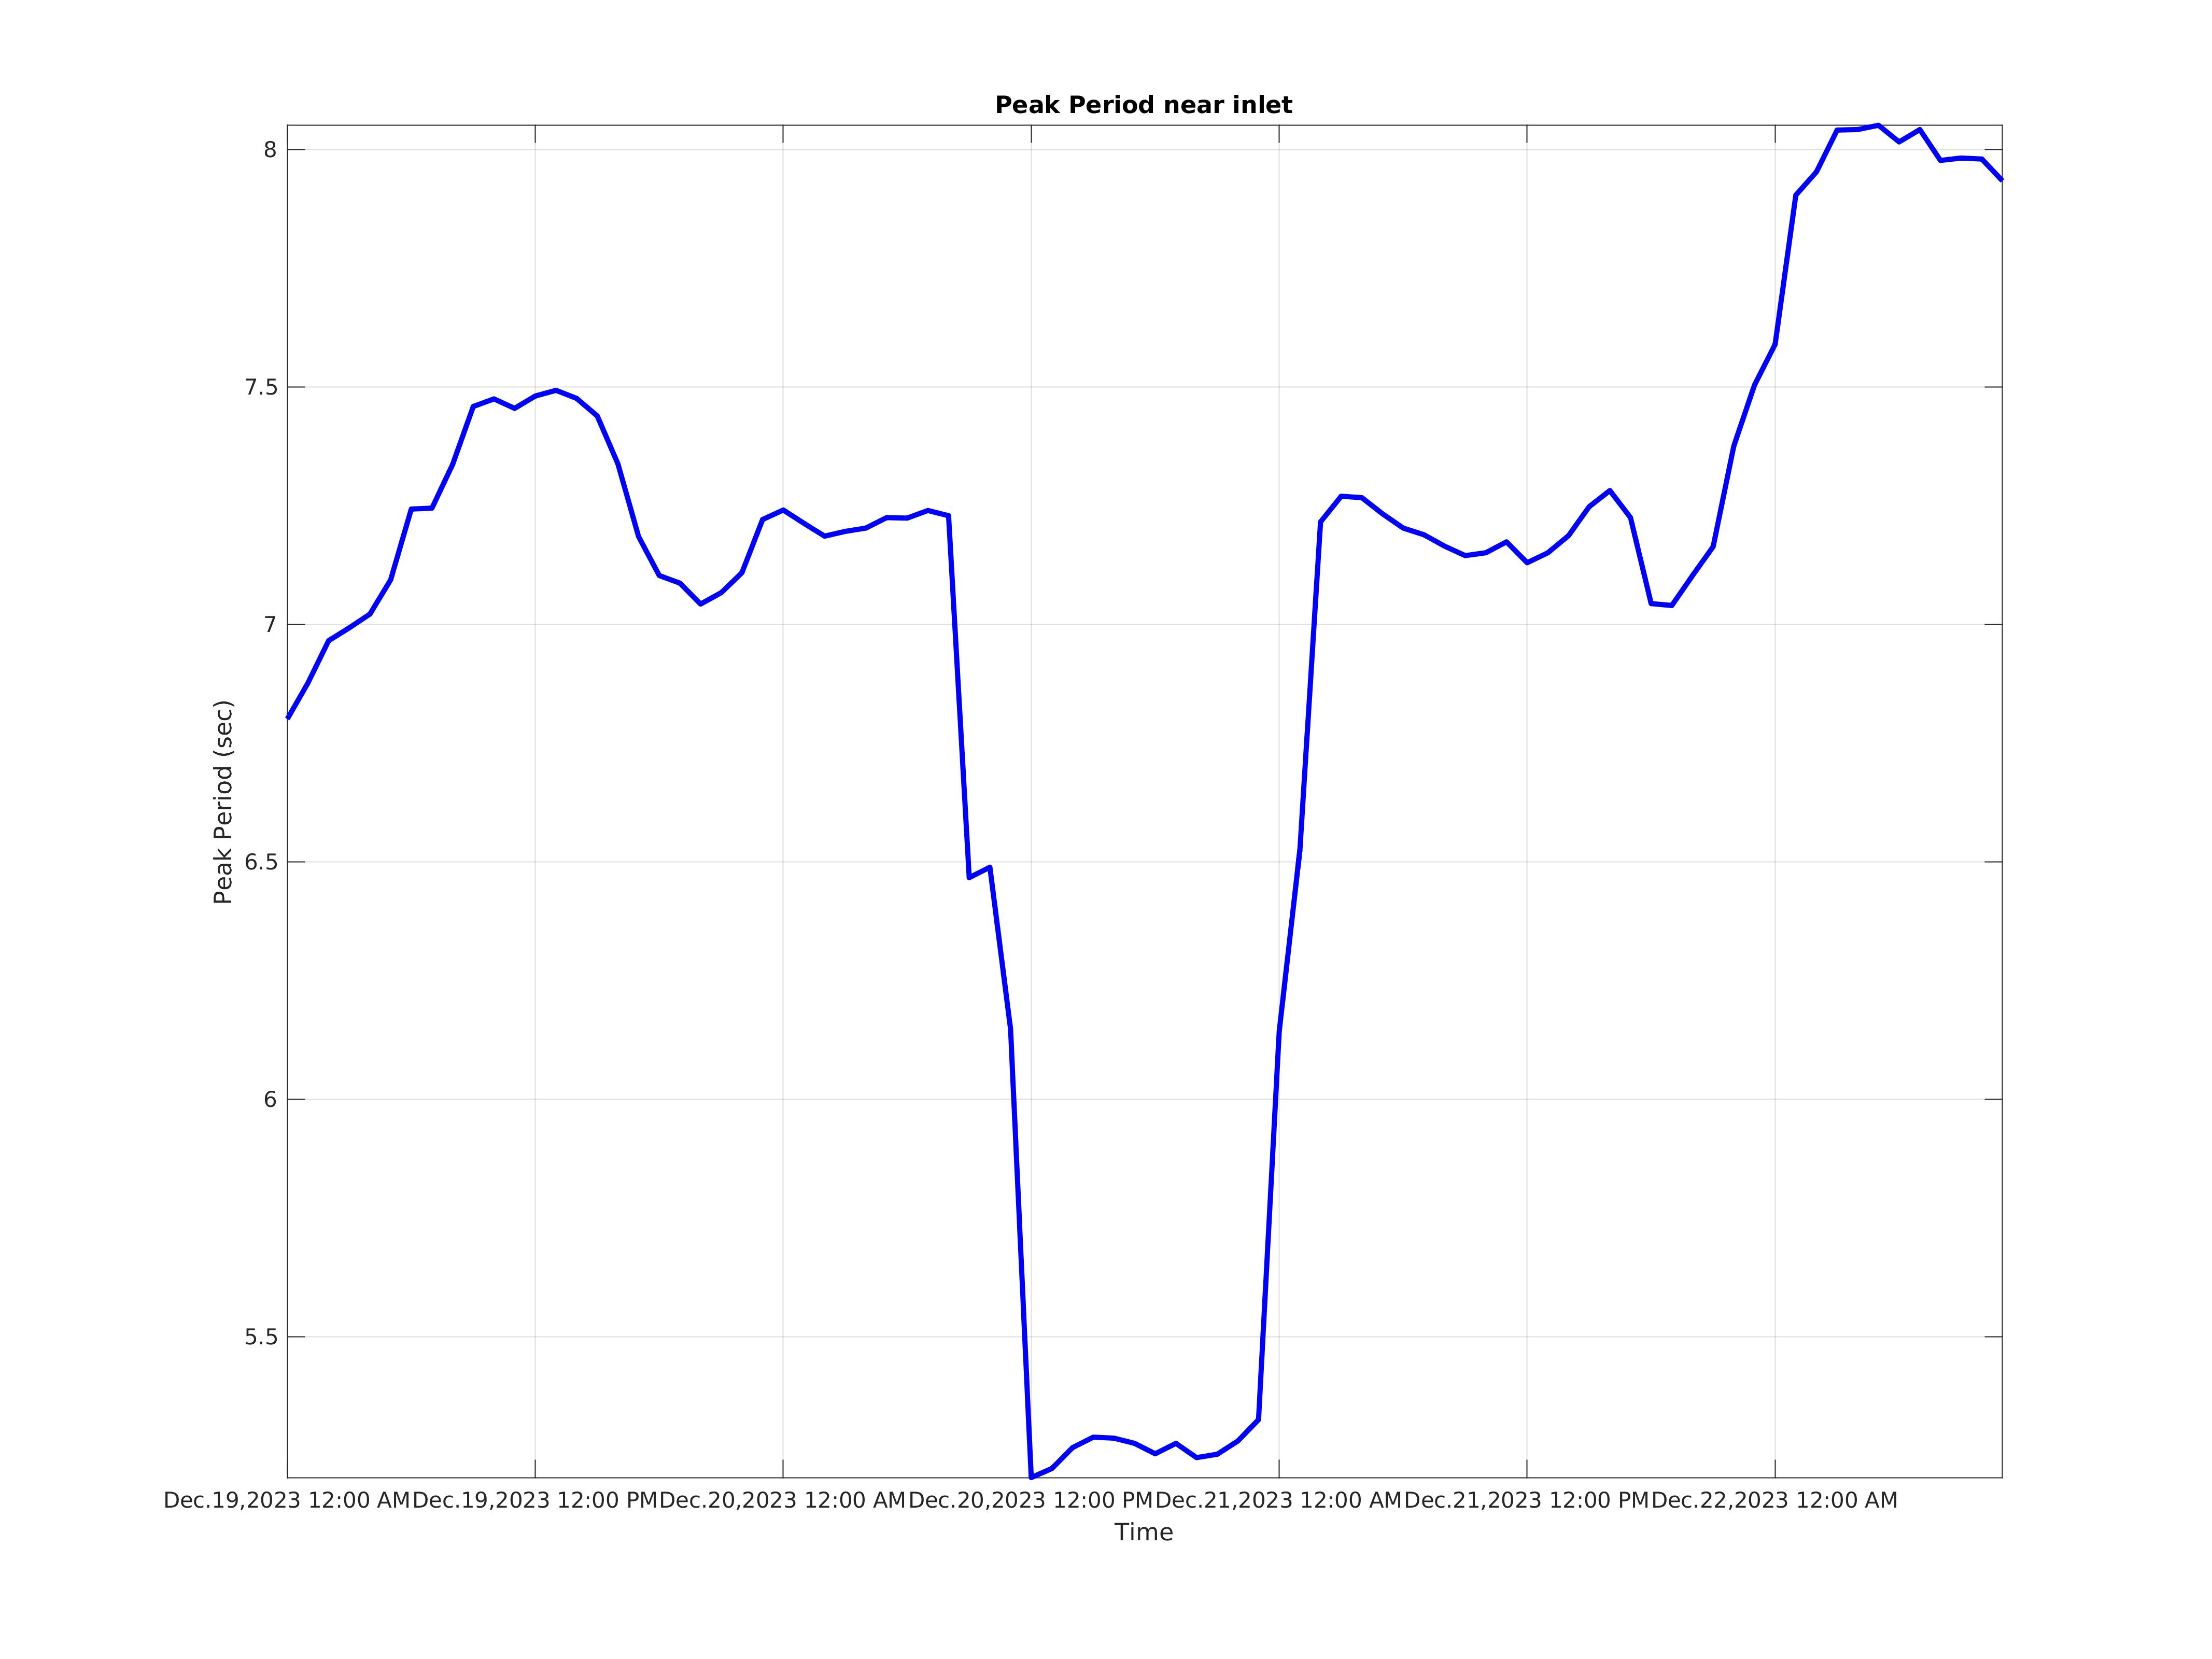 Peak Period near inlet
8
7.5
7
6.5
6
5.5
Peak Period (sec)
Dec.19,2023 12:00 AM Dec.19,2023 12:00 PM Dec.20,2023 12:00 AM Dec.20,2023 12:00 PM Dec.21,2023 12:00 AM Dec.21,2023 12:00 PM Dec.22,2023 12:00 AM
Time